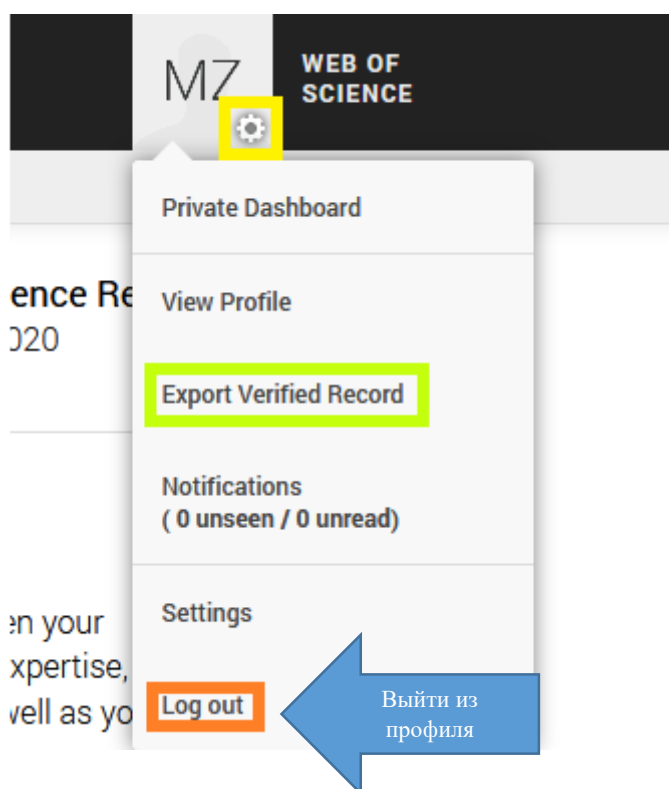 MZ
WEB OF
SCIENCE
Private Dashboard
ence Re
View Profile
020
Export Verified Record
Notifications
( 0 unseen / 0 unread)
en your
Settings
xpertise,
well as yo
Log out
Выйти из
профиля